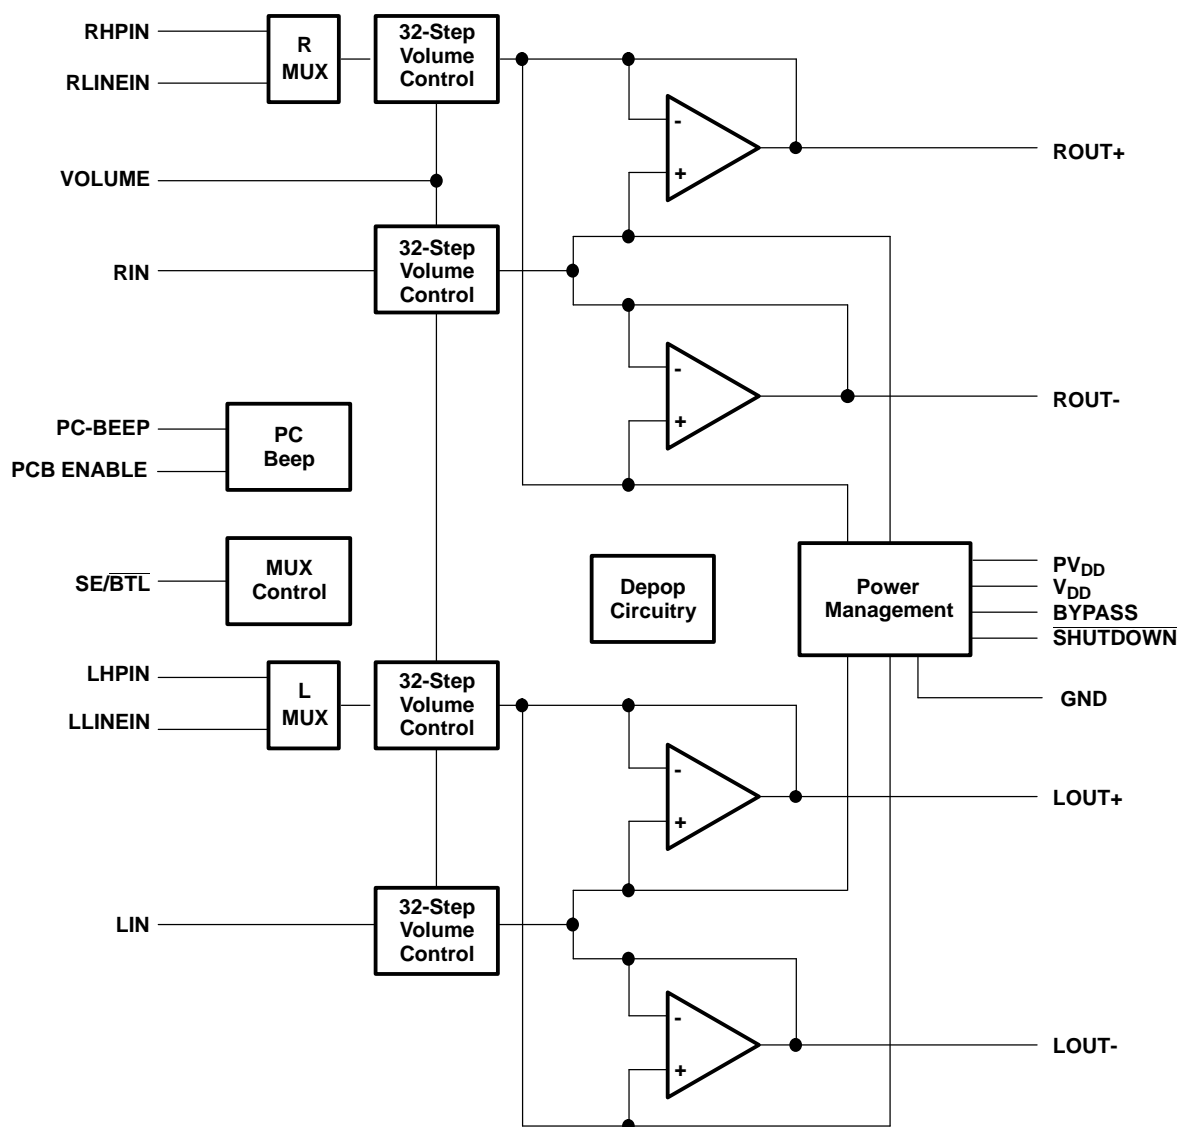 RHPIN
RLINEIN
R
MUX
32-Step
Volume
Control
-
+
ROUT+
VOLUME
RIN
32-Step
Volume
Control
-
+
ROUT-
PC-BEEP
PCB ENABLE
PC
Beep
SE/BTL
MUX
Control
Depop
Circuitry
Power
Management
PVDD
VDD
BYPASS
SHUTDOWN
GND
LHPIN
LLINEIN
L
MUX
32-Step
Volume
Control
-
+
LOUT+
LIN
32-Step
Volume
Control
-
+
LOUT-